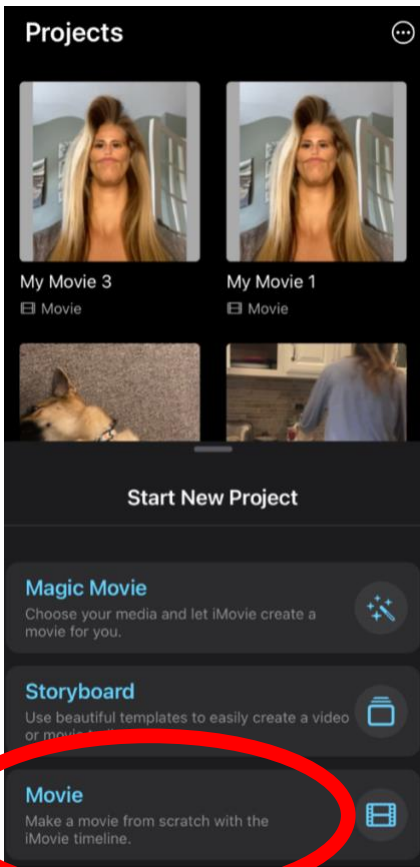 Projects
My Movie 3
My Movie 1
Movie
Movie
Start New Project
Magic Movie
Choose your media and let iMovie create a
movie for you.
Storyboard
Use beautiful templates to easily create a video
or movie
Movie
Make a movie from scratch with the
iMovie timeline.